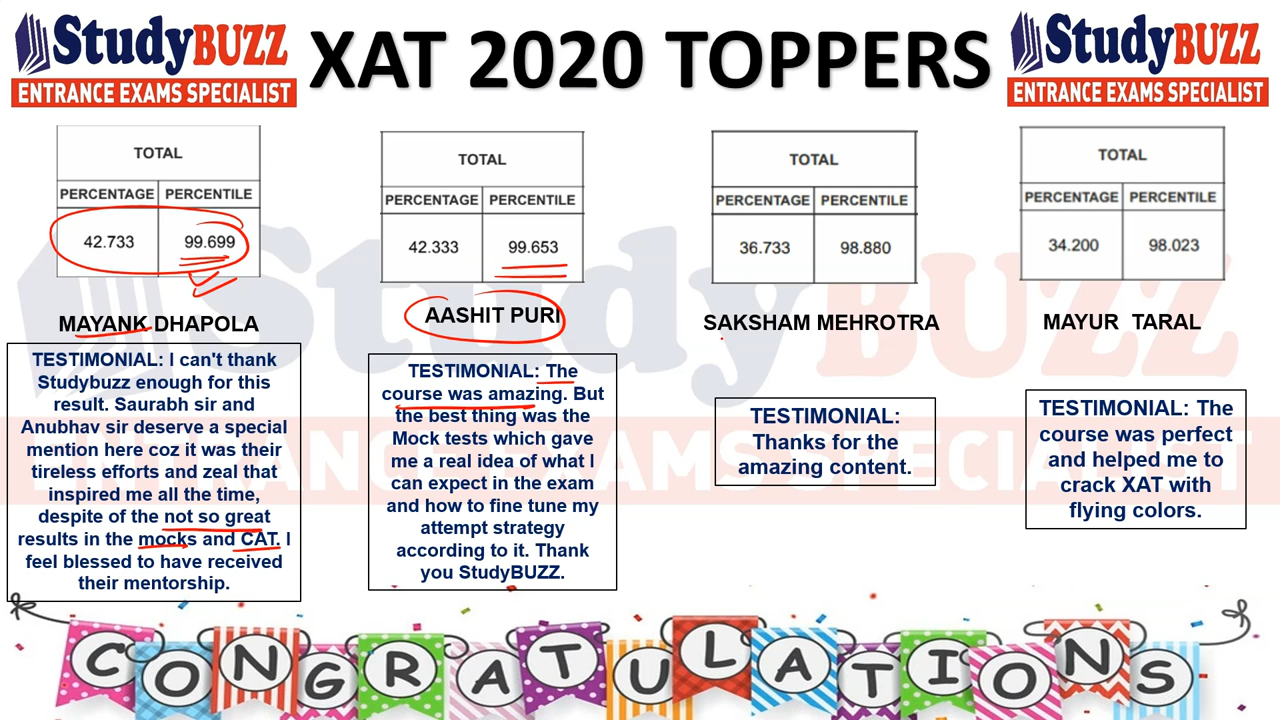 StudyBUZZ
ENTRANCE EXAMS SPECIALIST
XAT 2020 TOPPERS
StudyBUZZ
ENTRANCE EXAMS SPECIALIST
TOTAL
PERCENTAGE PERCENTILE
42.733 99.699
MAYANK DHAPOLA
TESTIMONIAL: I can't thank
Studybuzz enough for this
result. Saurabh sir and
Anubhav sir deserve a special
mention here coz it was their
tireless efforts and zeal that
inspired me all the time,
despite of the not so great
results in the mocks and CAT. I
feel blessed to have received
their mentorship.
TOTAL
PERCENTAGE PERCENTILE
42.333 99.653
AASHIT PURI
TESTIMONIAL: The
course was amazing. But
the best thing was the
Mock tests which gave
me a real idea of what I
can expect in the exam
and how to fine tune my
attempt strategy
according to it. Thank
you StudyBUZZ.
TOTAL
PERCENTAGE PERCENTILE
36.733 98.880
SAKSHAM MEHROTRA
TESTIMONIAL:
Thanks for the
amazing content.
TOTAL
PERCENTAGE PERCENTILE
34.200 98.023
MAYUR TARAL
TESTIMONIAL: The
course was perfect
and helped me to
crack XAT with
flying colors.
StudyBUZZ
ENTRANCE EXAMS SPECIALIST
CONGRATULATIONS